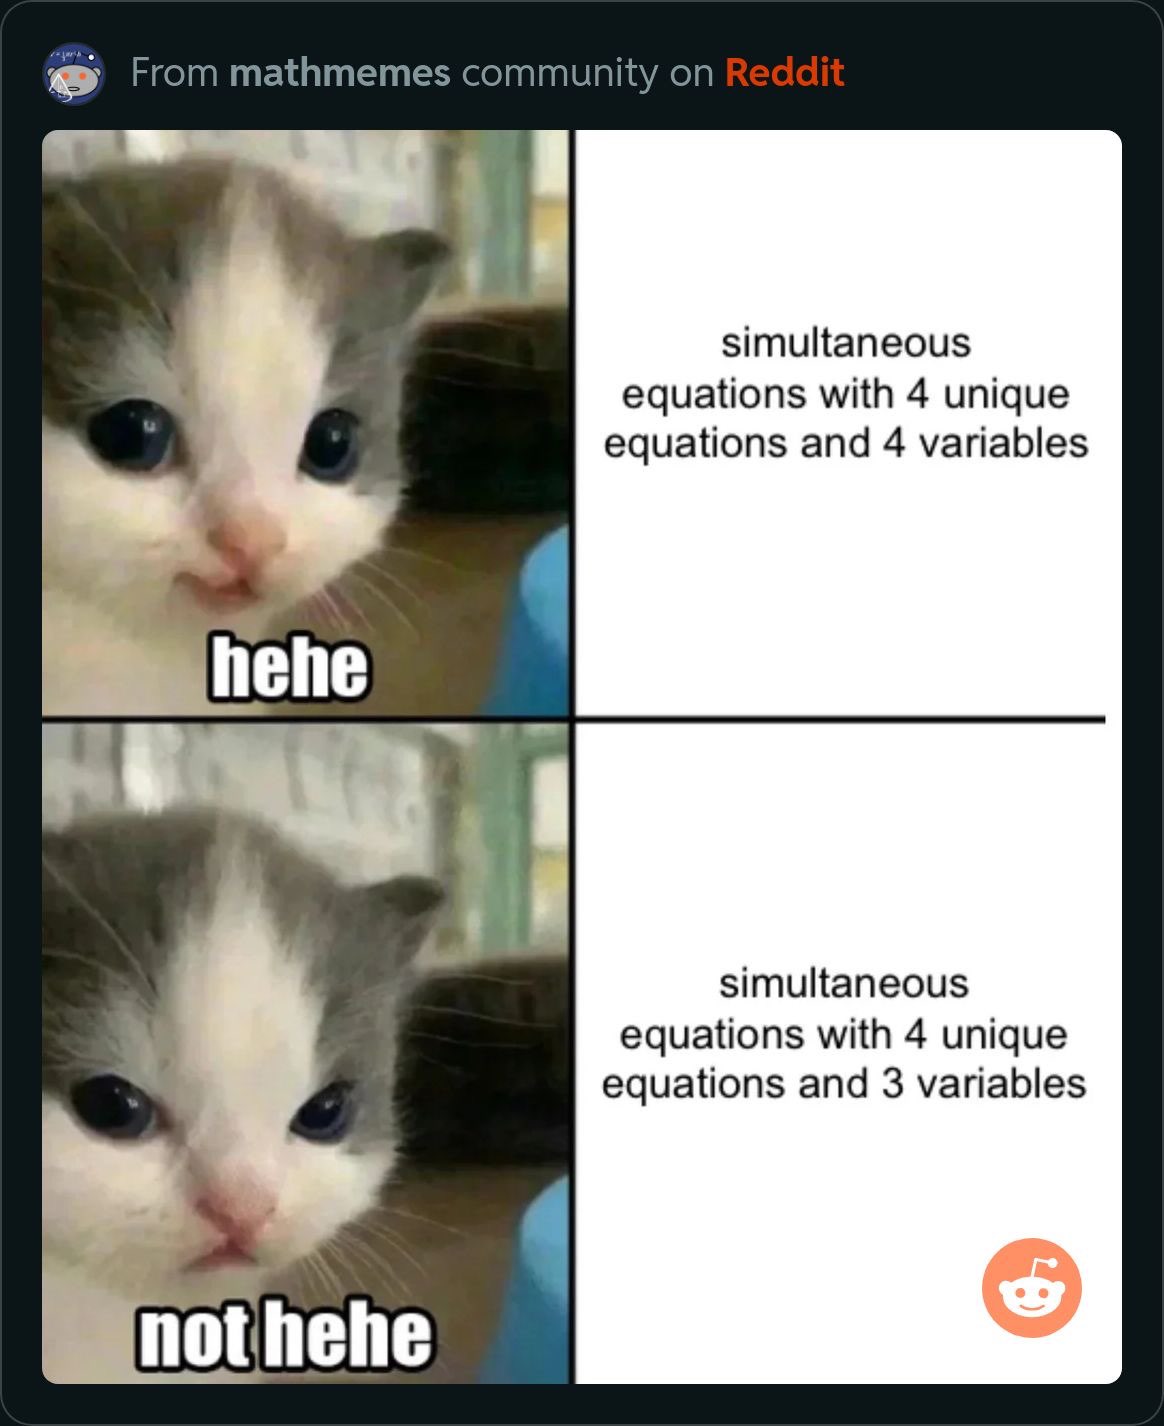 From mathmemes community on Reddit
simultaneous
equations with 4 unique
equations and 4 variables
hehe
simultaneous
equations with 4 unique
equations and 3 variables
not hehe